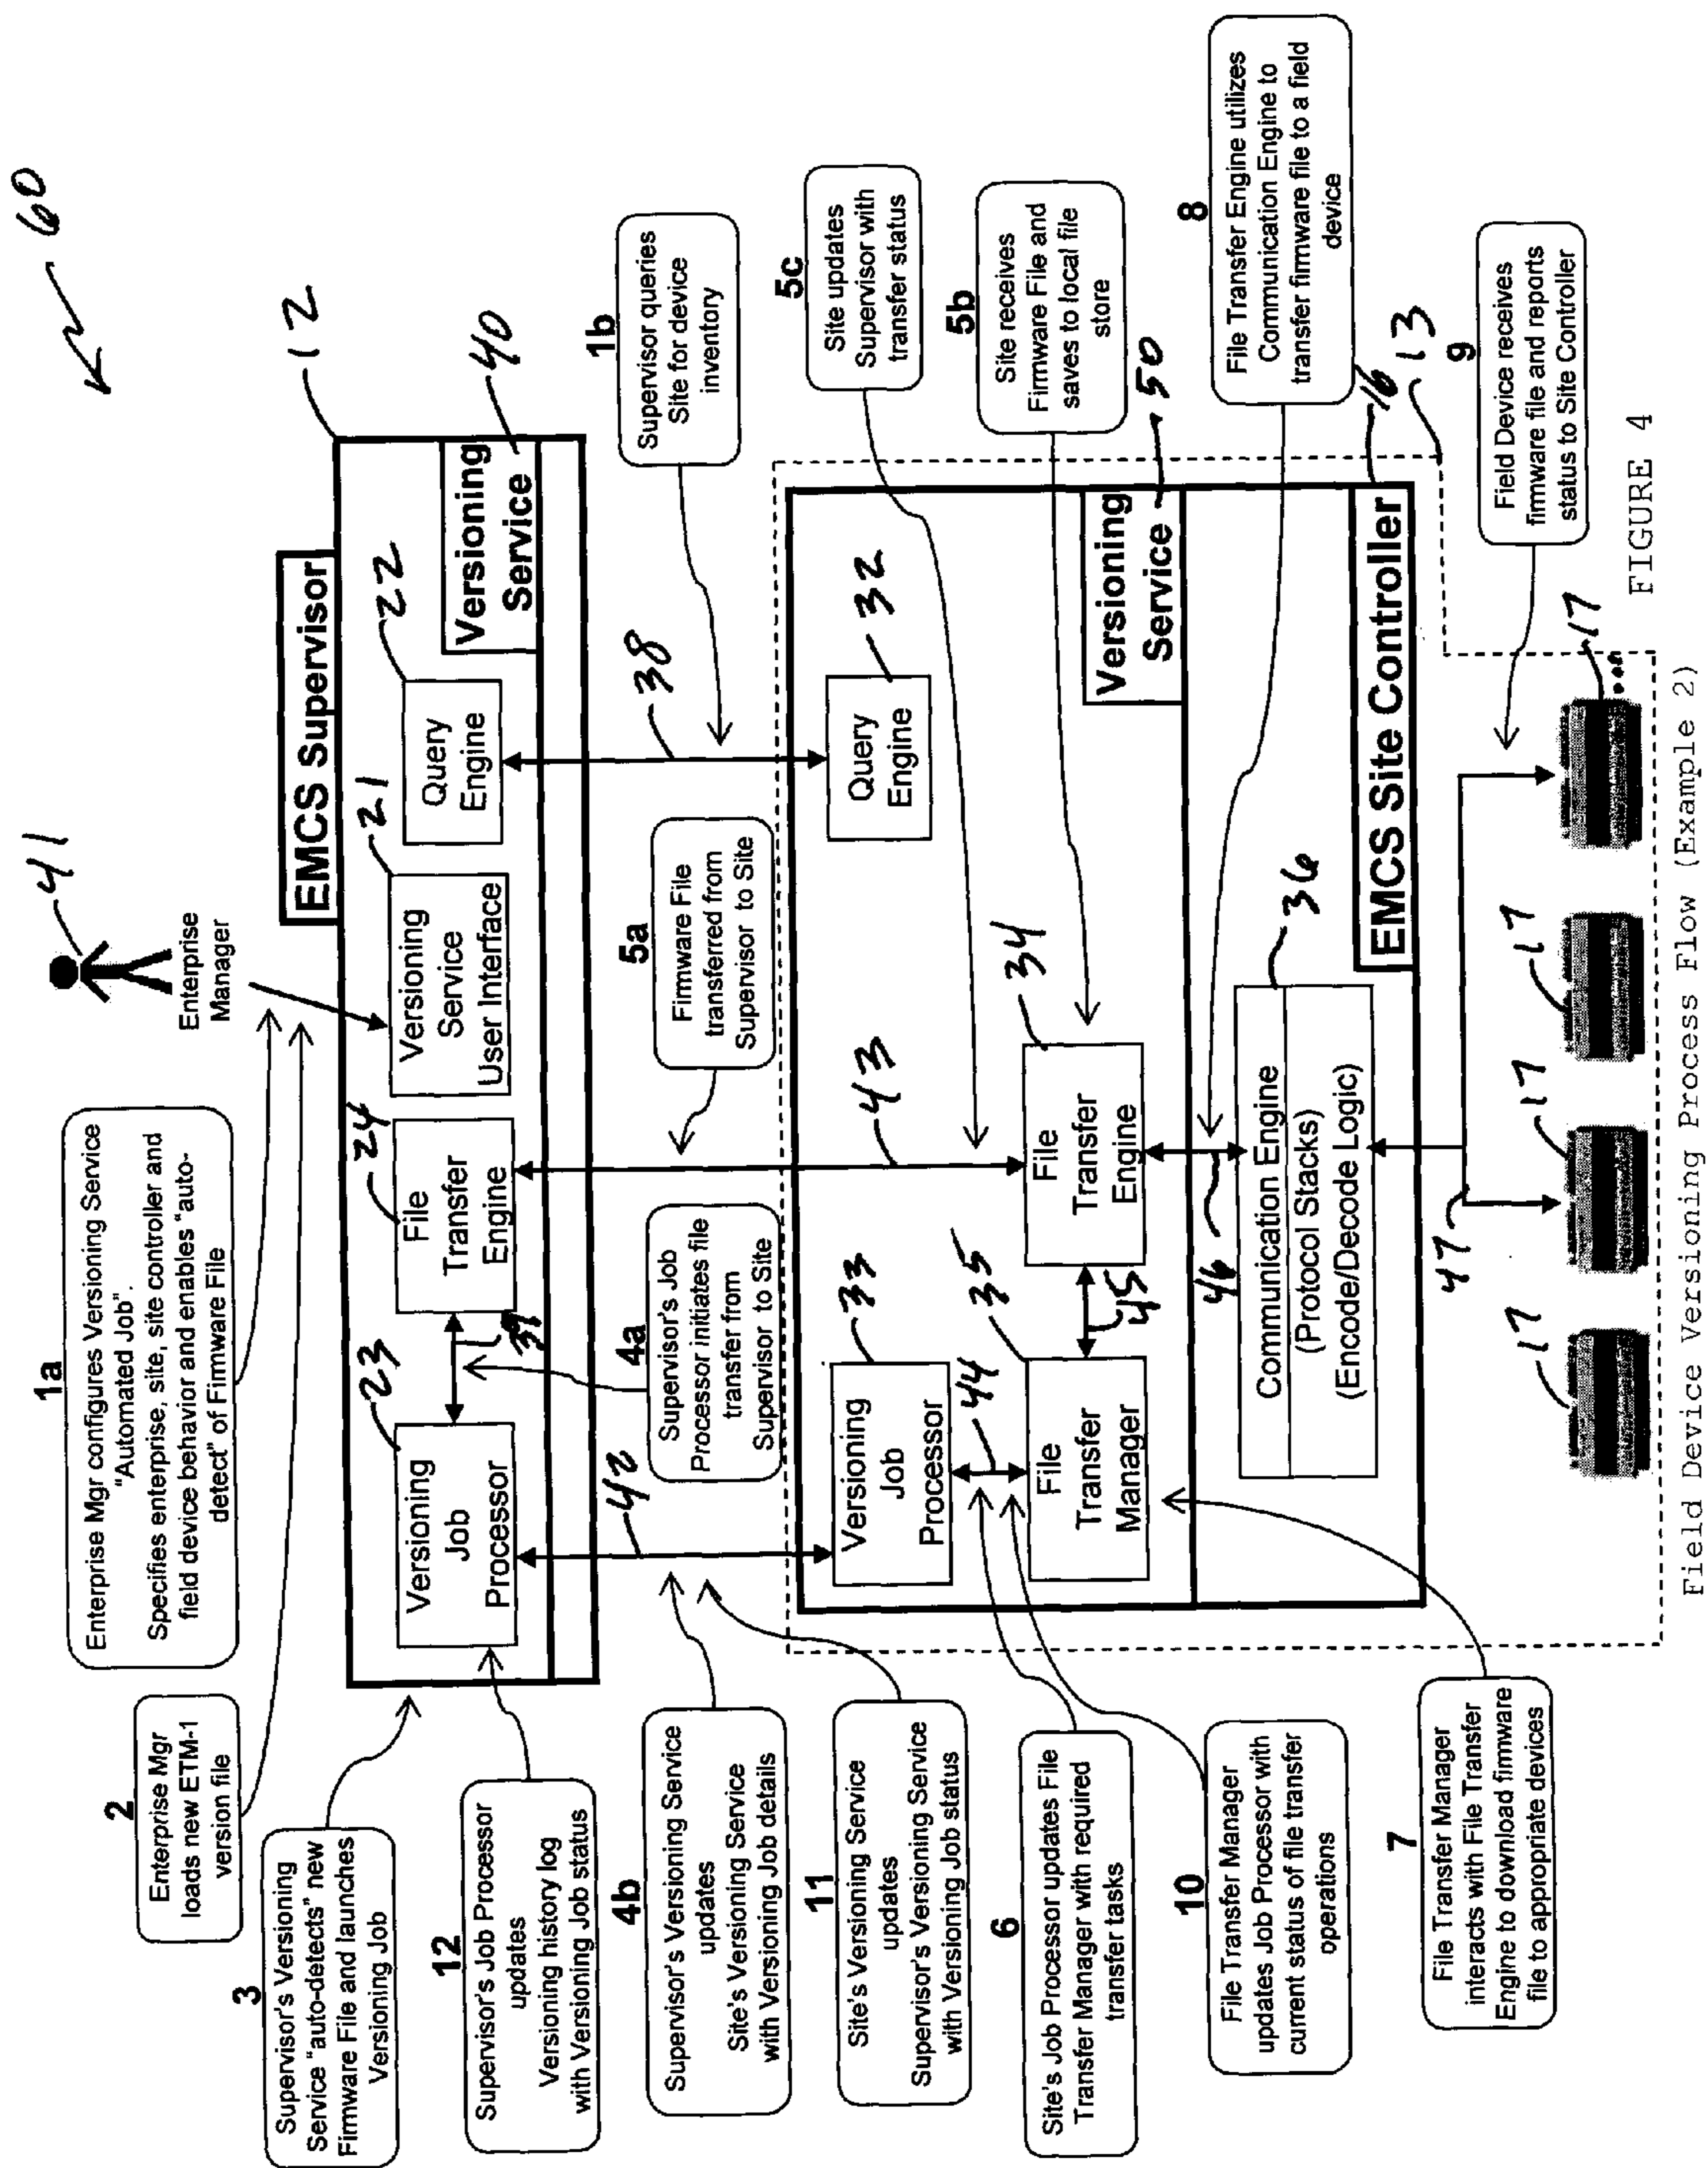 60
41
Enterprise
Manager
1a
Enterprise Mgr configures Versioning Service
"Automated Job".
Specifies enterprise, site, site controller and
field device behavior and enables "auto-
detect" of Firmware File
2
Enterprise Mgr
loads new ETM-1
version file
3
Supervisor's Versioning
Service "auto-detects" new
Firmware File and launches
Versioning Job
EMCS Supervisor
12
23
Versioning
Job
Processor
39
24
File
Transfer
Engine
21
Versioning
Service
User Interface
22
Query
Engine
Versioning
Service
40
12
Supervisor's Job Processor
updates
Versioning history log
with Versioning Job status
4b
Supervisor's Versioning Service
updates
Site's Versioning Service
with Versioning Job details
42
4a
Supervisor's Job
Processor initiates file
transfer from
Supervisor to Site
5a
Firmware File
transferred from
Supervisor to Site
38
1b
Supervisor queries
Site for device
inventory
11
Site's Versioning Service
updates
Supervisor's Versioning Service
with Versioning Job status
33
Versioning
Job
Processor
43
32
Query
Engine
5c
Site updates
Supervisor with
transfer status
6
Site's Job Processor updates File
Transfer Manager with required
transfer tasks
44
35
File
Transfer
Manager
45
34
File
Transfer
Engine
5b
Site receives
Firmware File and
saves to local file
store
Versioning
Service
50
10
File Transfer Manager
updates Job Processor with
current status of file transfer
operations
46
36
Communication Engine
(Protocol Stacks)
(Encode/Decode Logic)
8
File Transfer Engine utilizes
Communication Engine to
transfer firmware file to a field
device
EMCS Site Controller
16
13
7
File Transfer Manager
interacts with File Transfer
Engine to download firmware
file to appropriate devices
47
9
Field Device receives
firmware file and reports
status to Site Controller
17
17
17
17
FIGURE 4
Field Device Versioning Process Flow (Example 2)